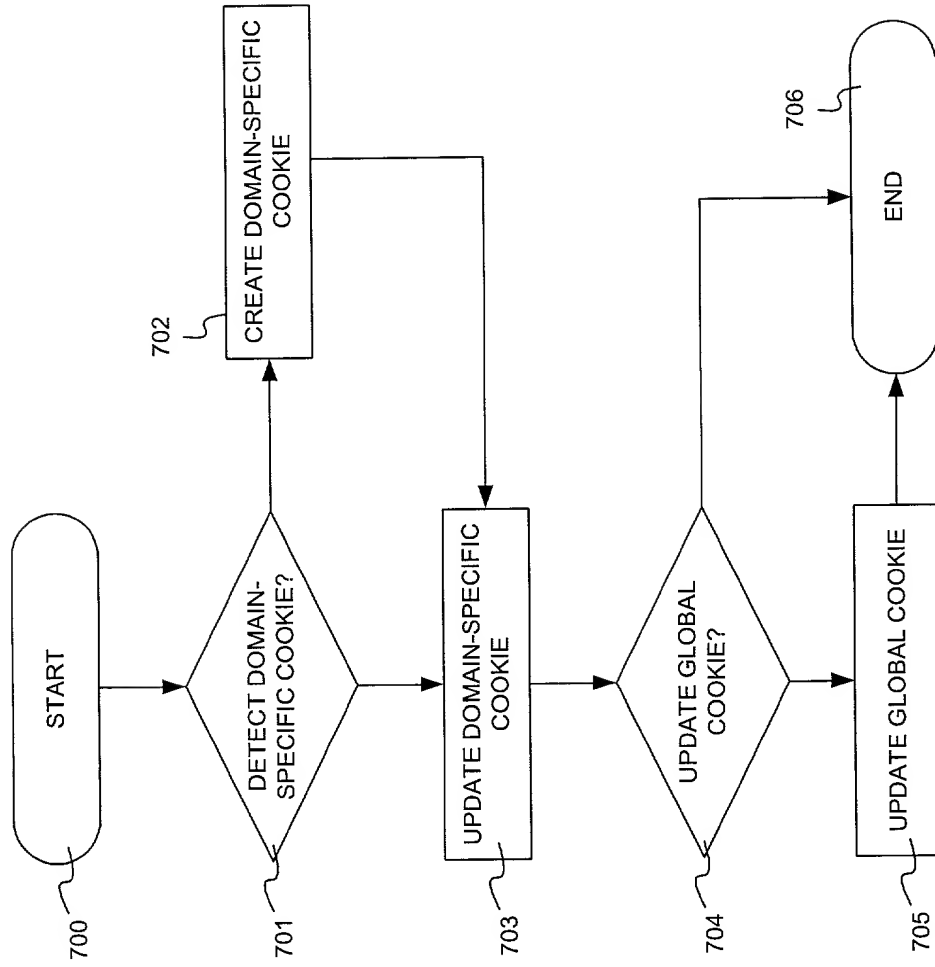 700
START
701
DETECT DOMAIN-
SPECIFIC COOKIE?
702
CREATE DOMAIN-SPECIFIC
COOKIE
703
UPDATE DOMAIN-SPECIFIC
COOKIE
704
UPDATE GLOBAL
COOKIE?
705
UPDATE GLOBAL COOKIE
706
END